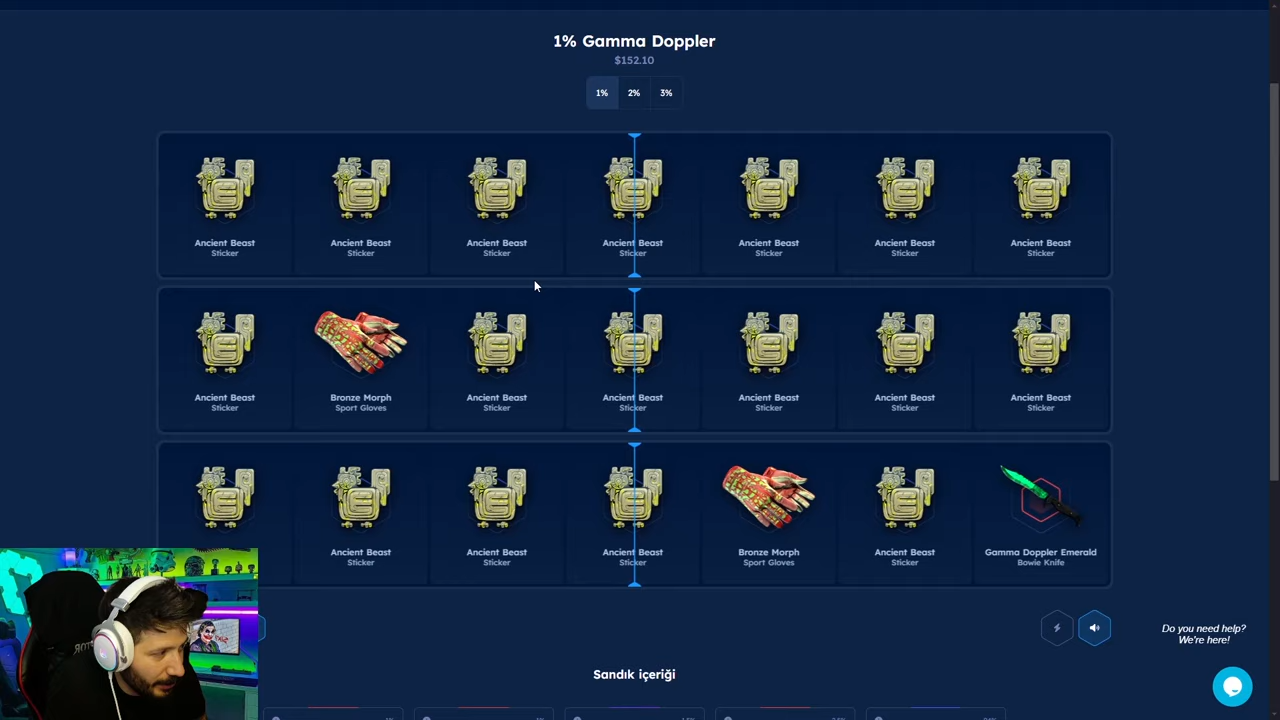 1% Gamma Doppler
$152.10
1% 2% 3%
Ancient Beast Ancient Beast Ancient Beast Ancient Beast Ancient Beast Ancient Beast Ancient Beast
Sticker Sticker Sticker Sticker Sticker Sticker Sticker
Ancient Beast Bronze Morph Ancient Beast Ancient Beast Ancient Beast Ancient Beast Ancient Beast
Sticker Sport Gloves Sticker Sticker Sticker Sticker Sticker
Ancient Beast Ancient Beast Ancient Beast Bronze Morph Ancient Beast Gamma Doppler Emerald
Sticker Sticker Sticker Sport Gloves Sticker Bowie Knife
Do you need help?
We're here!
Sandık içeriği